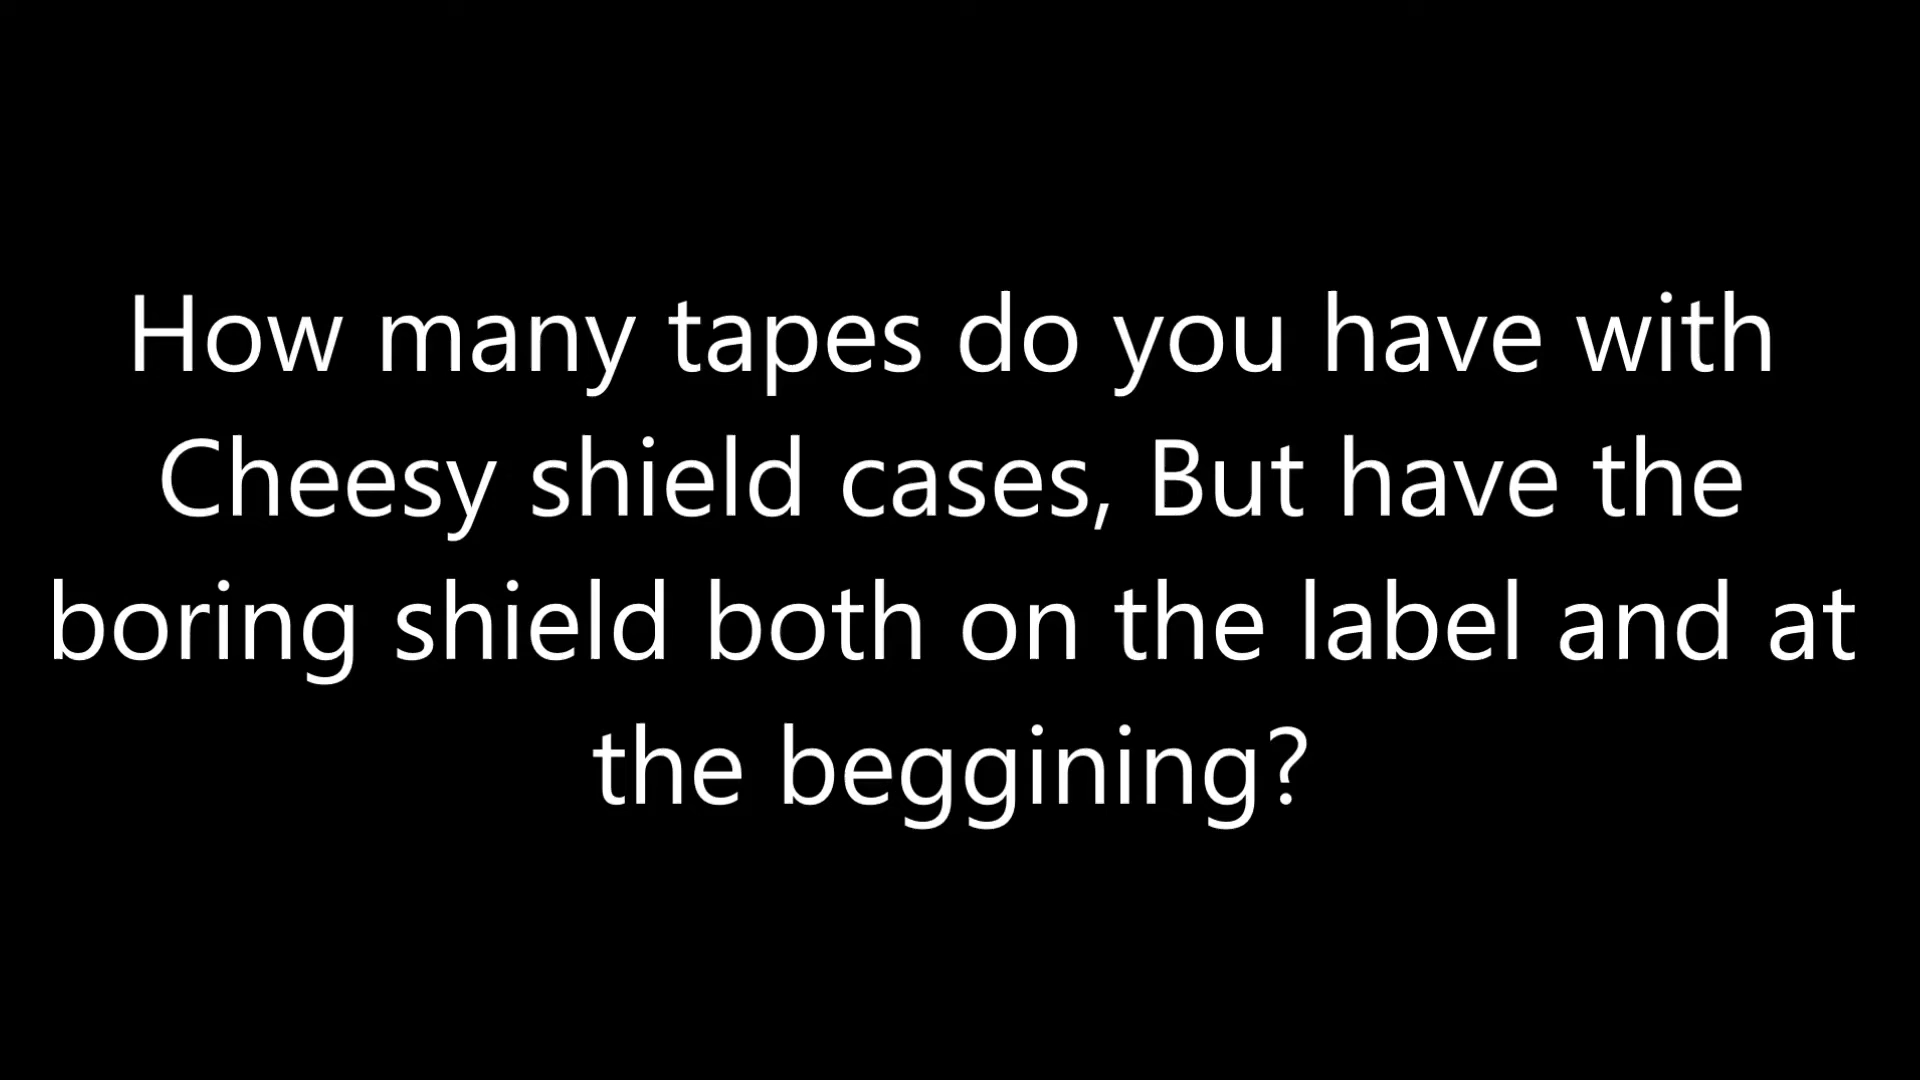 How many tapes do you have with
Cheesy shield cases, But have the
boring shield both on the label and at
the beggining?